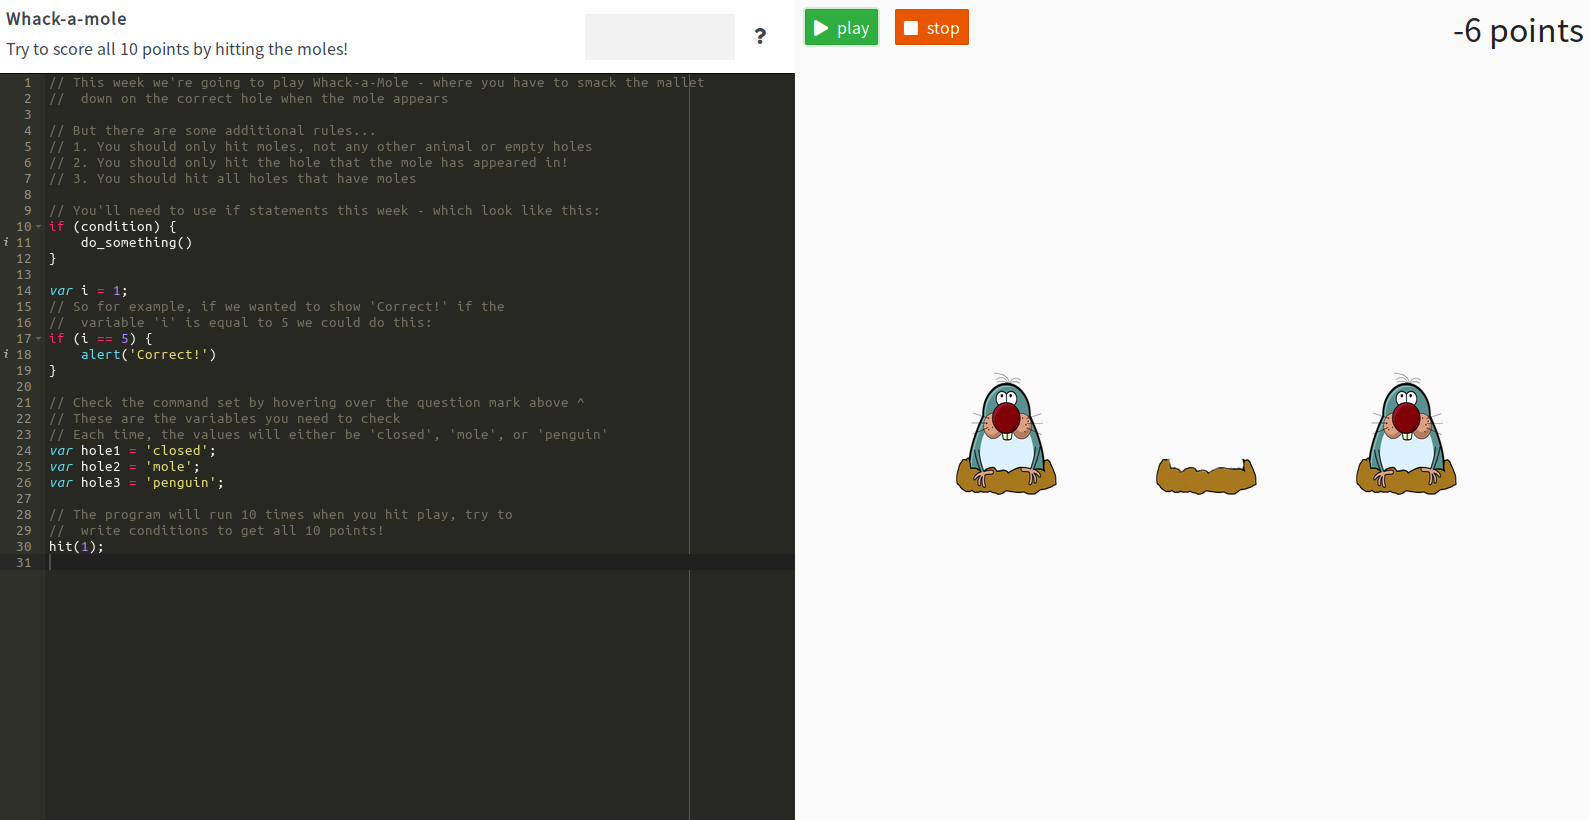 Whack-a-mole
Try to score all 10 points by hitting the moles!
?
play
stop
-6 points
1 // This week we're going to play Whack-a-Mole - where you have to smack the mallet
2 //  down on the correct hole when the mole appears
3
4 // But there are some additional rules...
5 // 1. You should only hit moles, not any other animal or empty holes
6 // 2. You should only hit the hole that the mole has appeared in!
7 // 3. You should hit all holes that have moles
8
9 // You'll need to use if statements this week - which look like this:
10 if (condition) {
i 11     do_something()
12 }
13
14 var i = 1;
15 // So for example, if we wanted to show 'Correct!' if the
16 //  variable 'i' is equal to 5 we could do this:
17 if (i == 5) {
i 18     alert('Correct!')
19 }
20
21 // Check the command set by hovering over the question mark above ^
22 // These are the variables you need to check
23 // Each time, the values will either be 'closed', 'mole', or 'penguin'
24 var hole1 = 'closed';
25 var hole2 = 'mole';
26 var hole3 = 'penguin';
27
28 // The program will run 10 times when you hit play, try to
29 //  write conditions to get all 10 points!
30 hit(1);
31